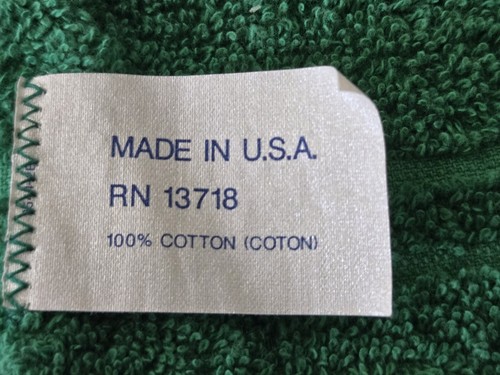 MADE IN U.S.A.
RN 13718
100% COTTON (COTON)